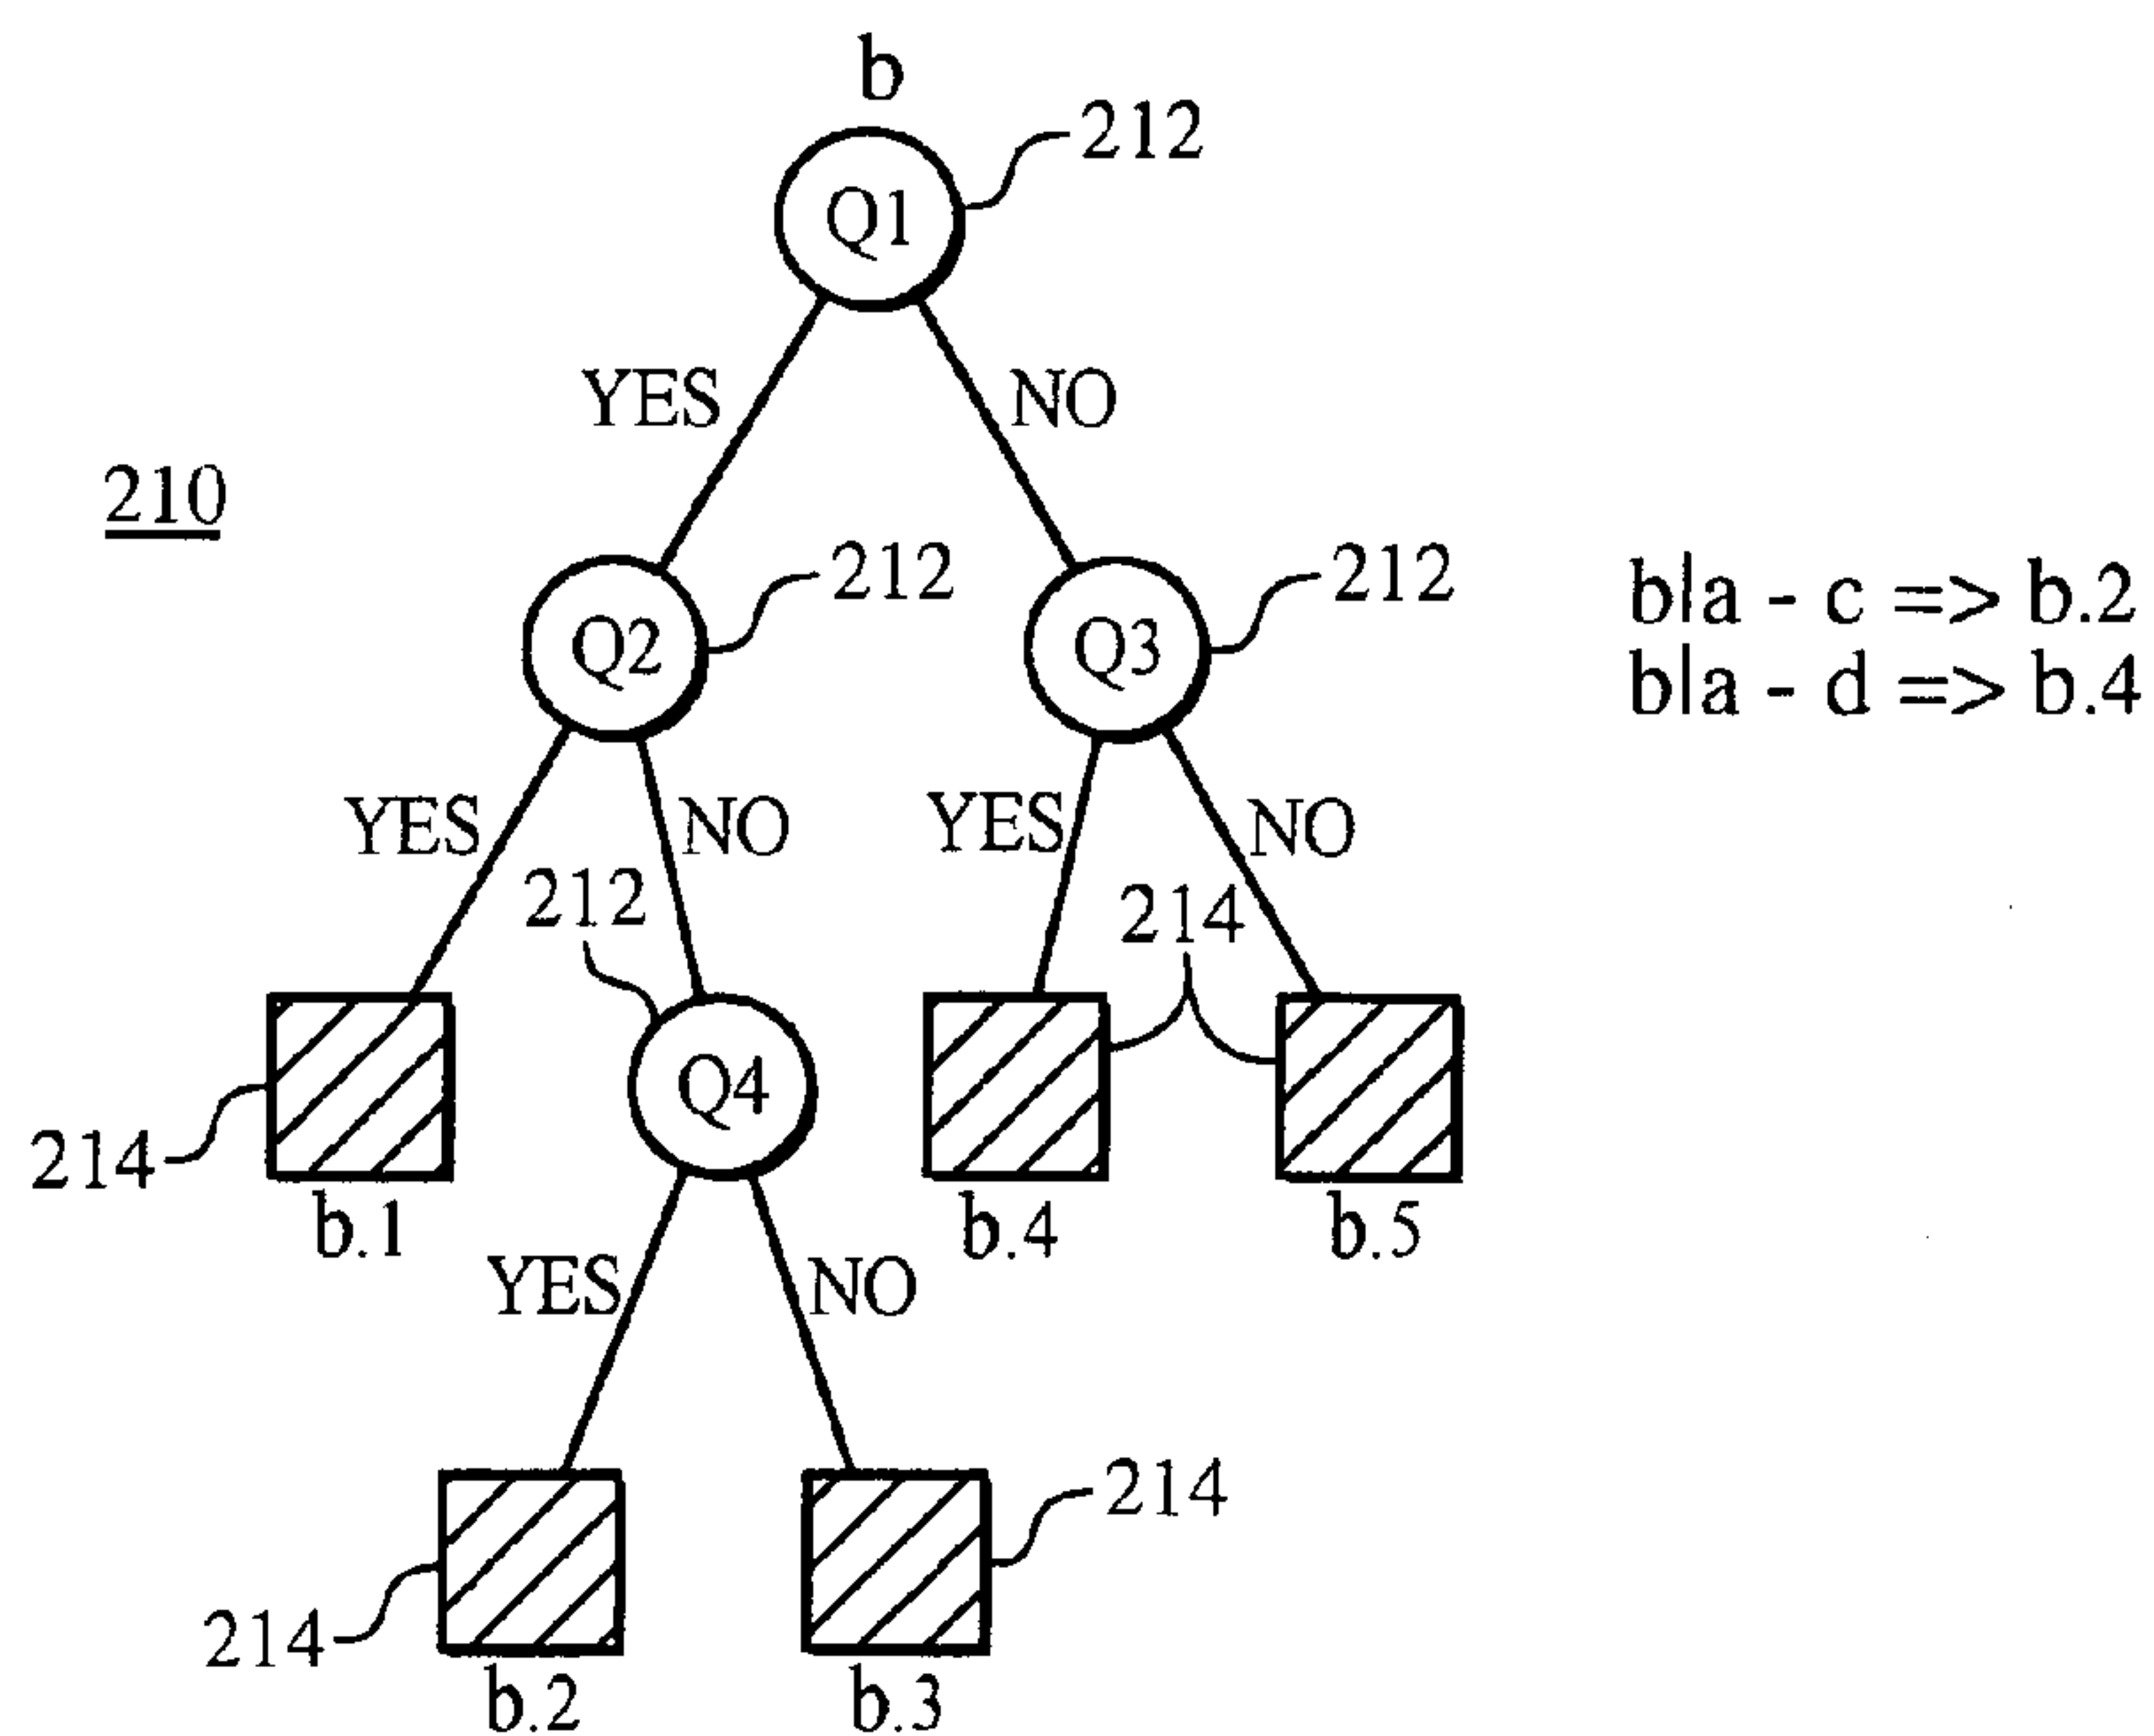 b
212
Q1
YES
NO
210
212
212
Q2
Q3
b|a - c => b.2
b|a - d => b.4
YES
NO
YES
NO
212
214
Q4
214
b.1
b.4
b.5
YES
NO
214
214
b.2
b.3